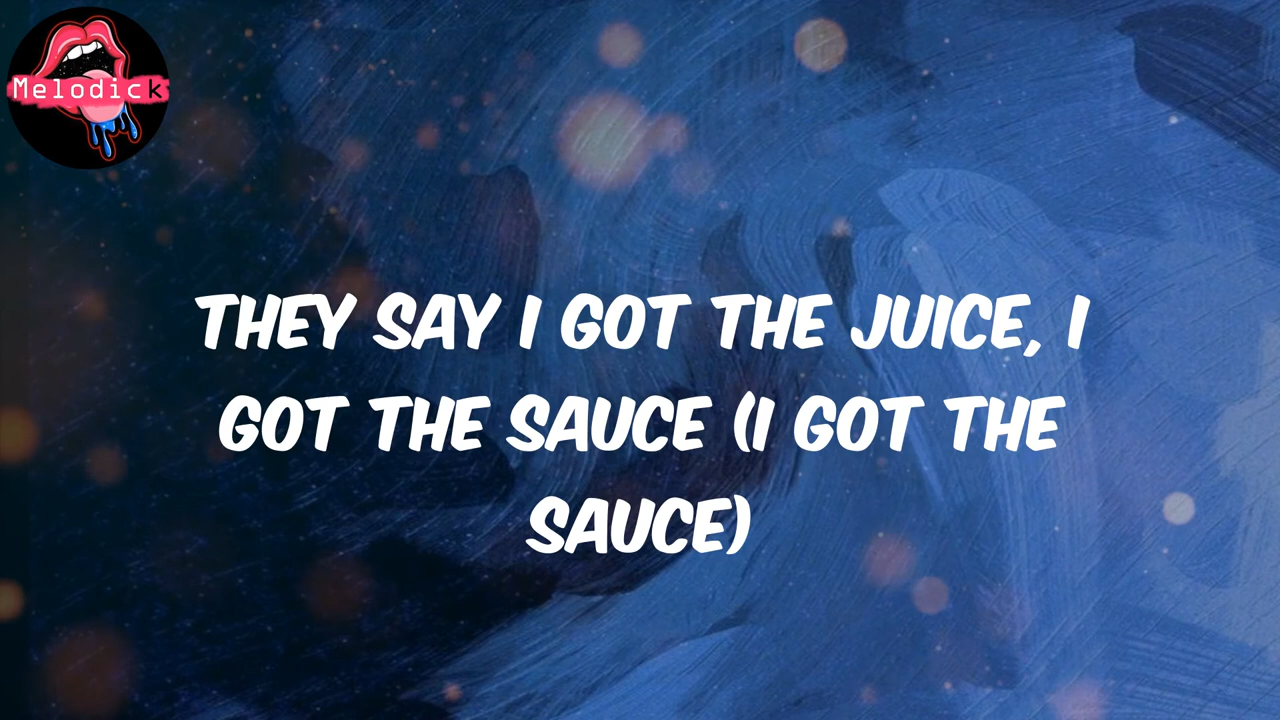 Melodick
THEY SAY I GOT THE JUICE, I
GOT THE SAUCE (I GOT THE
SAUCE)